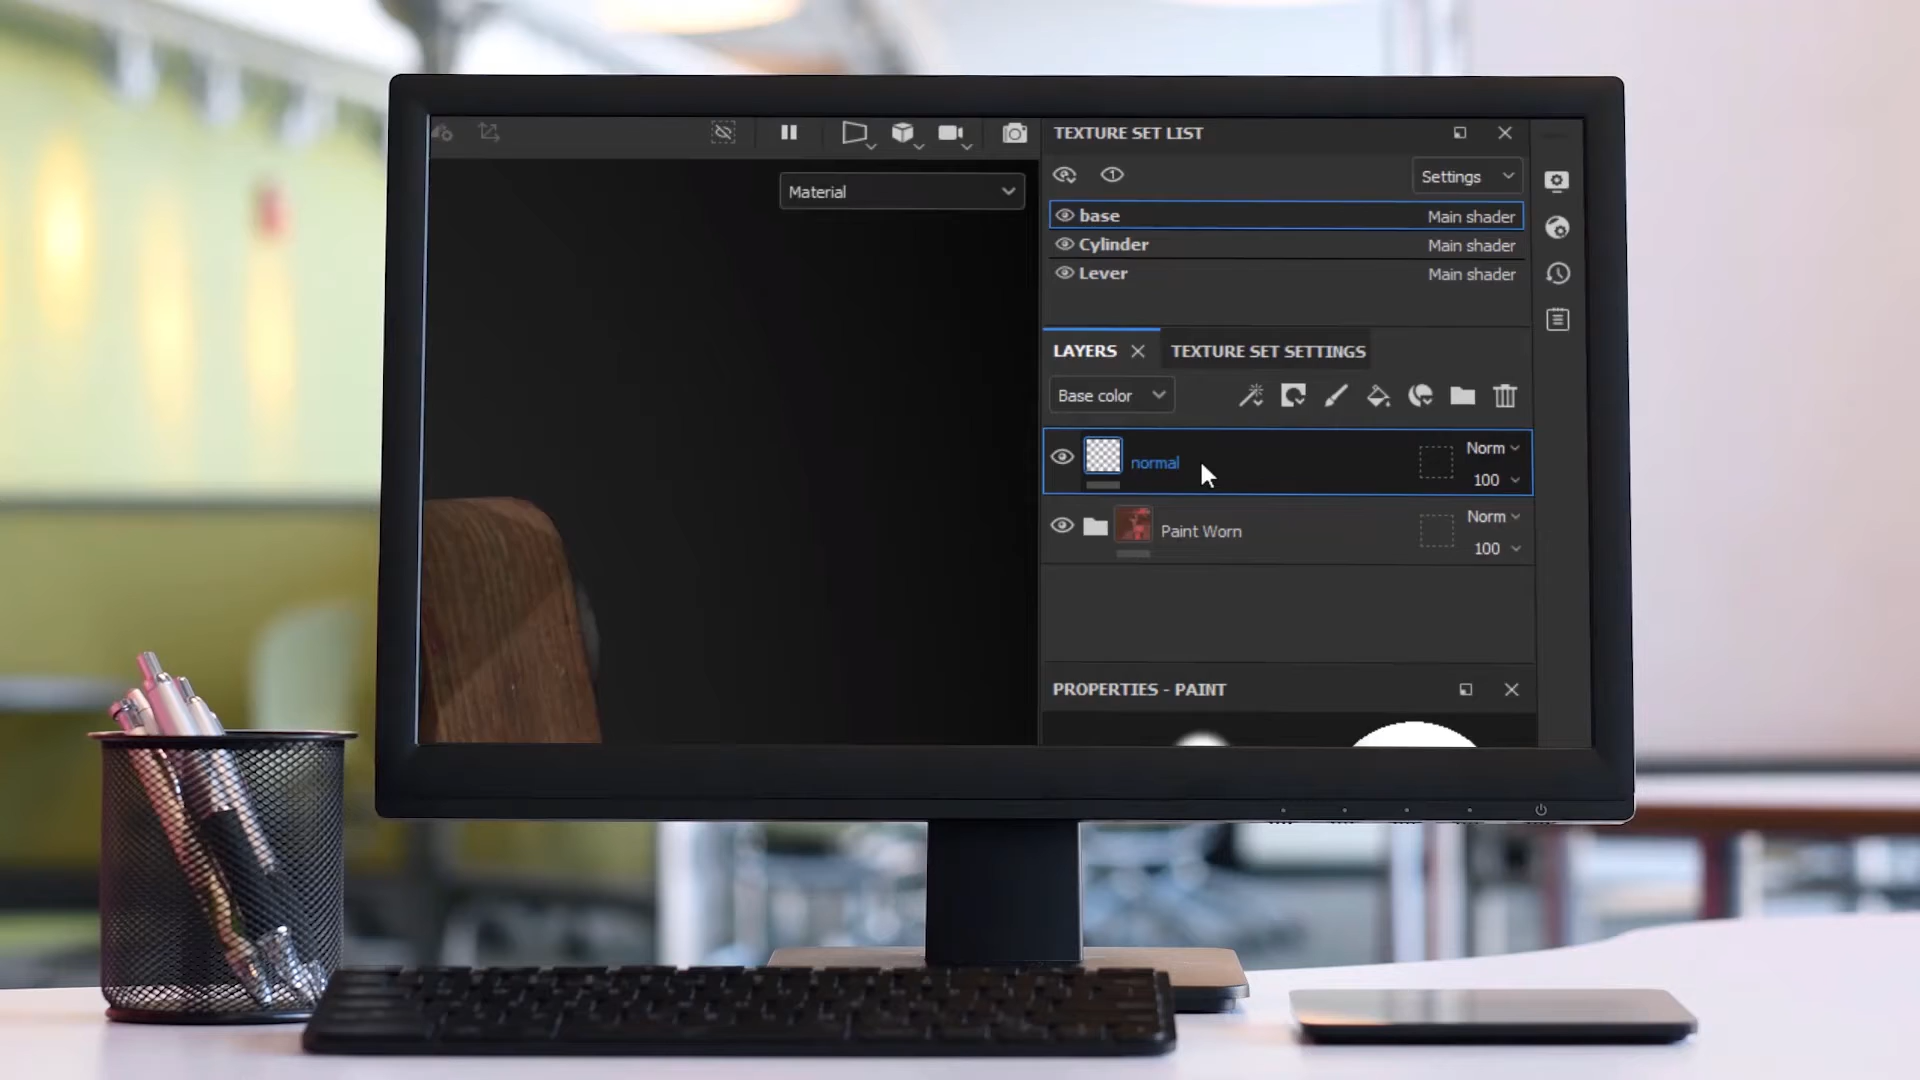 Material
TEXTURE SET LIST
1
Settings
base Main shader
Cylinder Main shader
Lever Main shader
LAYERS TEXTURE SET SETTINGS
Base color
normal Norm
100
Paint Worn Norm
100
PROPERTIES - PAINT